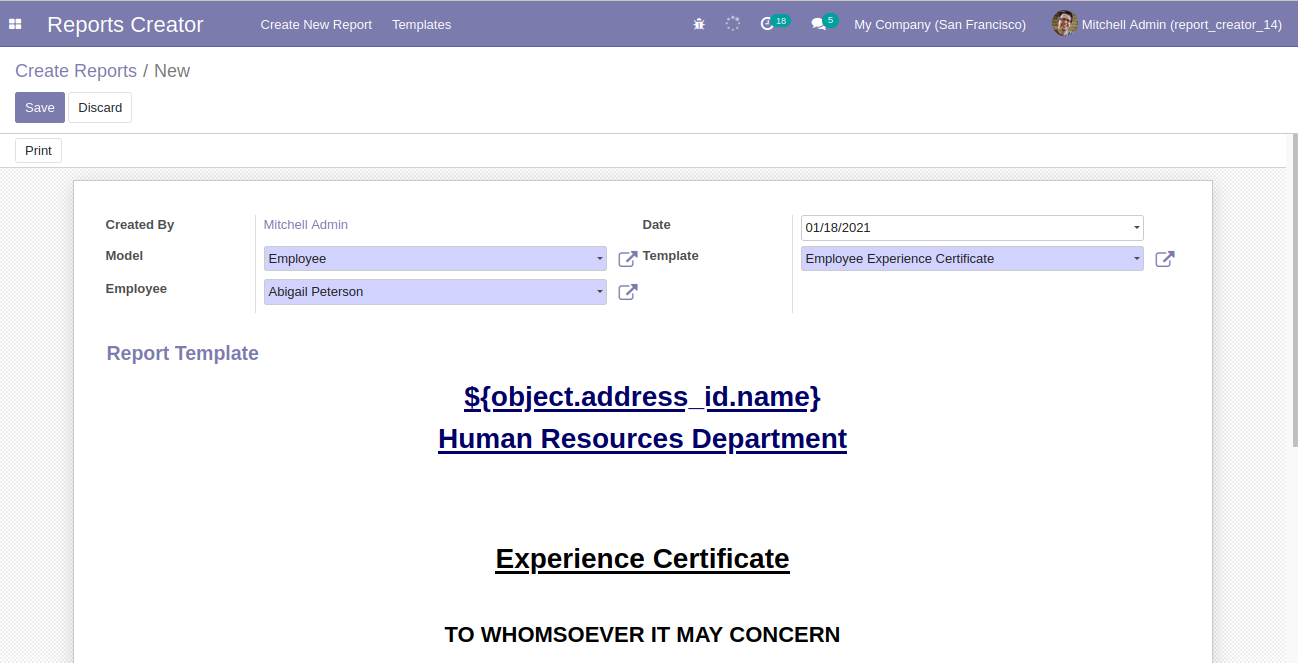 Reports Creator Create New Report Templates 18 5 My Company (San Francisco) Mitchell Admin (report_creator_14)
Create Reports / New
Save Discard
Print
Created By Mitchell Admin Date 01/18/2021
Model Employee Template Employee Experience Certificate
Employee Abigail Peterson
Report Template
${object.address_id.name}
Human Resources Department
Experience Certificate
TO WHOMSOEVER IT MAY CONCERN